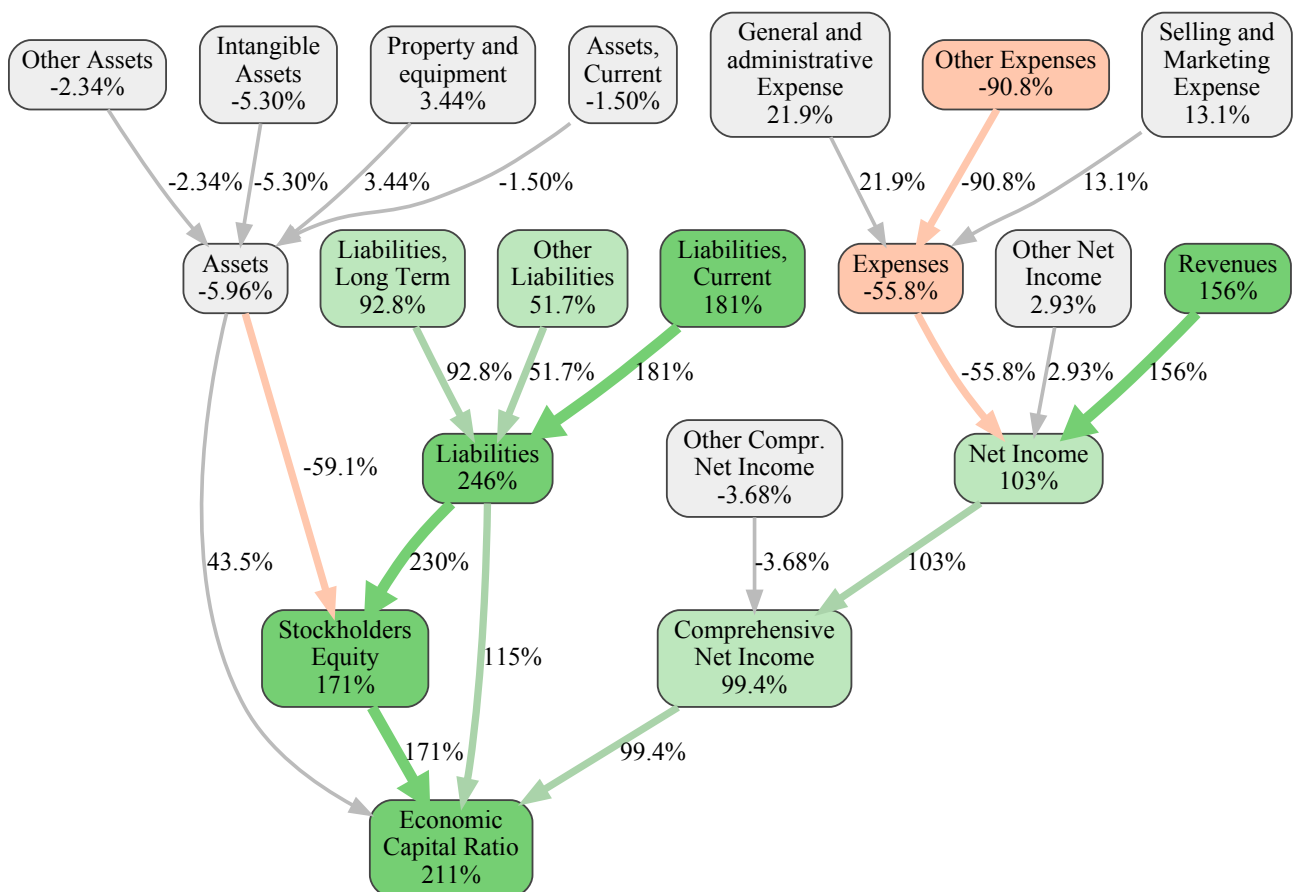 Other Assets
-2.34%
Intangible
Assets
-5.30%
Property and
equipment
3.44%
Assets,
Current
-1.50%
General and
administrative
Expense
21.9%
Other Expenses
-90.8%
Selling and
Marketing
Expense
13.1%
-2.34%
-5.30%
3.44%
-1.50%
21.9%
-90.8%
13.1%
Assets
-5.96%
Liabilities,
Long Term
92.8%
Other
Liabilities
51.7%
Liabilities,
Current
181%
Expenses
-55.8%
Other Net
Income
2.93%
Revenues
156%
92.8%
51.7%
181%
-55.8%
2.93%
156%
-59.1%
Liabilities
246%
Other Compr.
Net Income
-3.68%
Net Income
103%
43.5%
230%
-3.68%
103%
Stockholders
Equity
171%
115%
Comprehensive
Net Income
99.4%
171%
99.4%
Economic
Capital Ratio
211%